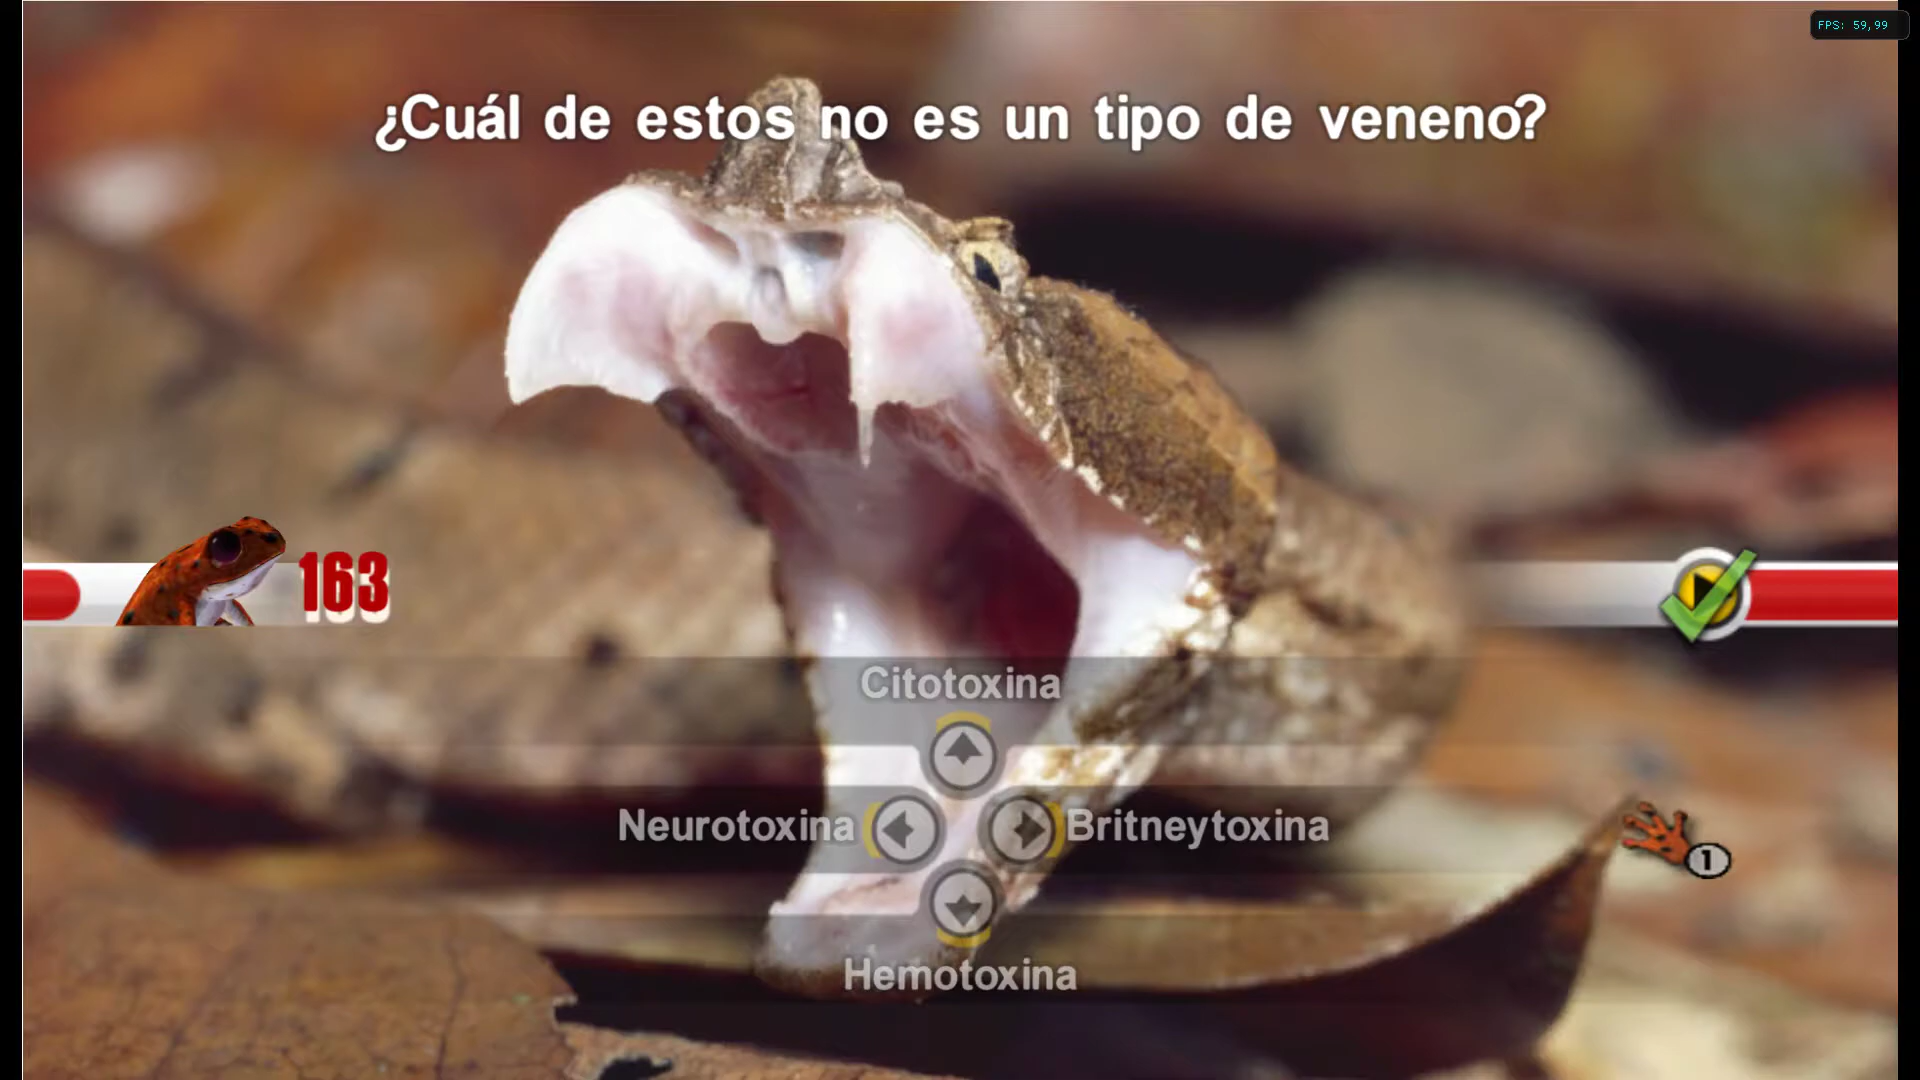 FPS: 59,99
¿Cuál de estos no es un tipo de veneno?
163
Citotoxina
Neurotoxina
Britneytoxina
1
Hemotoxina